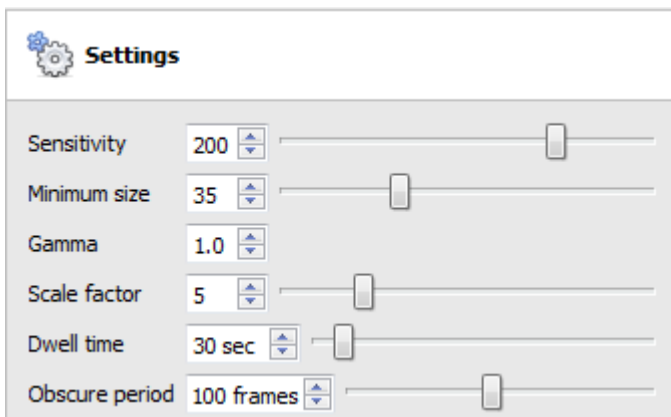 Settings
Sensitivity 200
Minimum size 35
Gamma 1.0
Scale factor 5
Dwell time 30 sec
Obscure period 100 frames